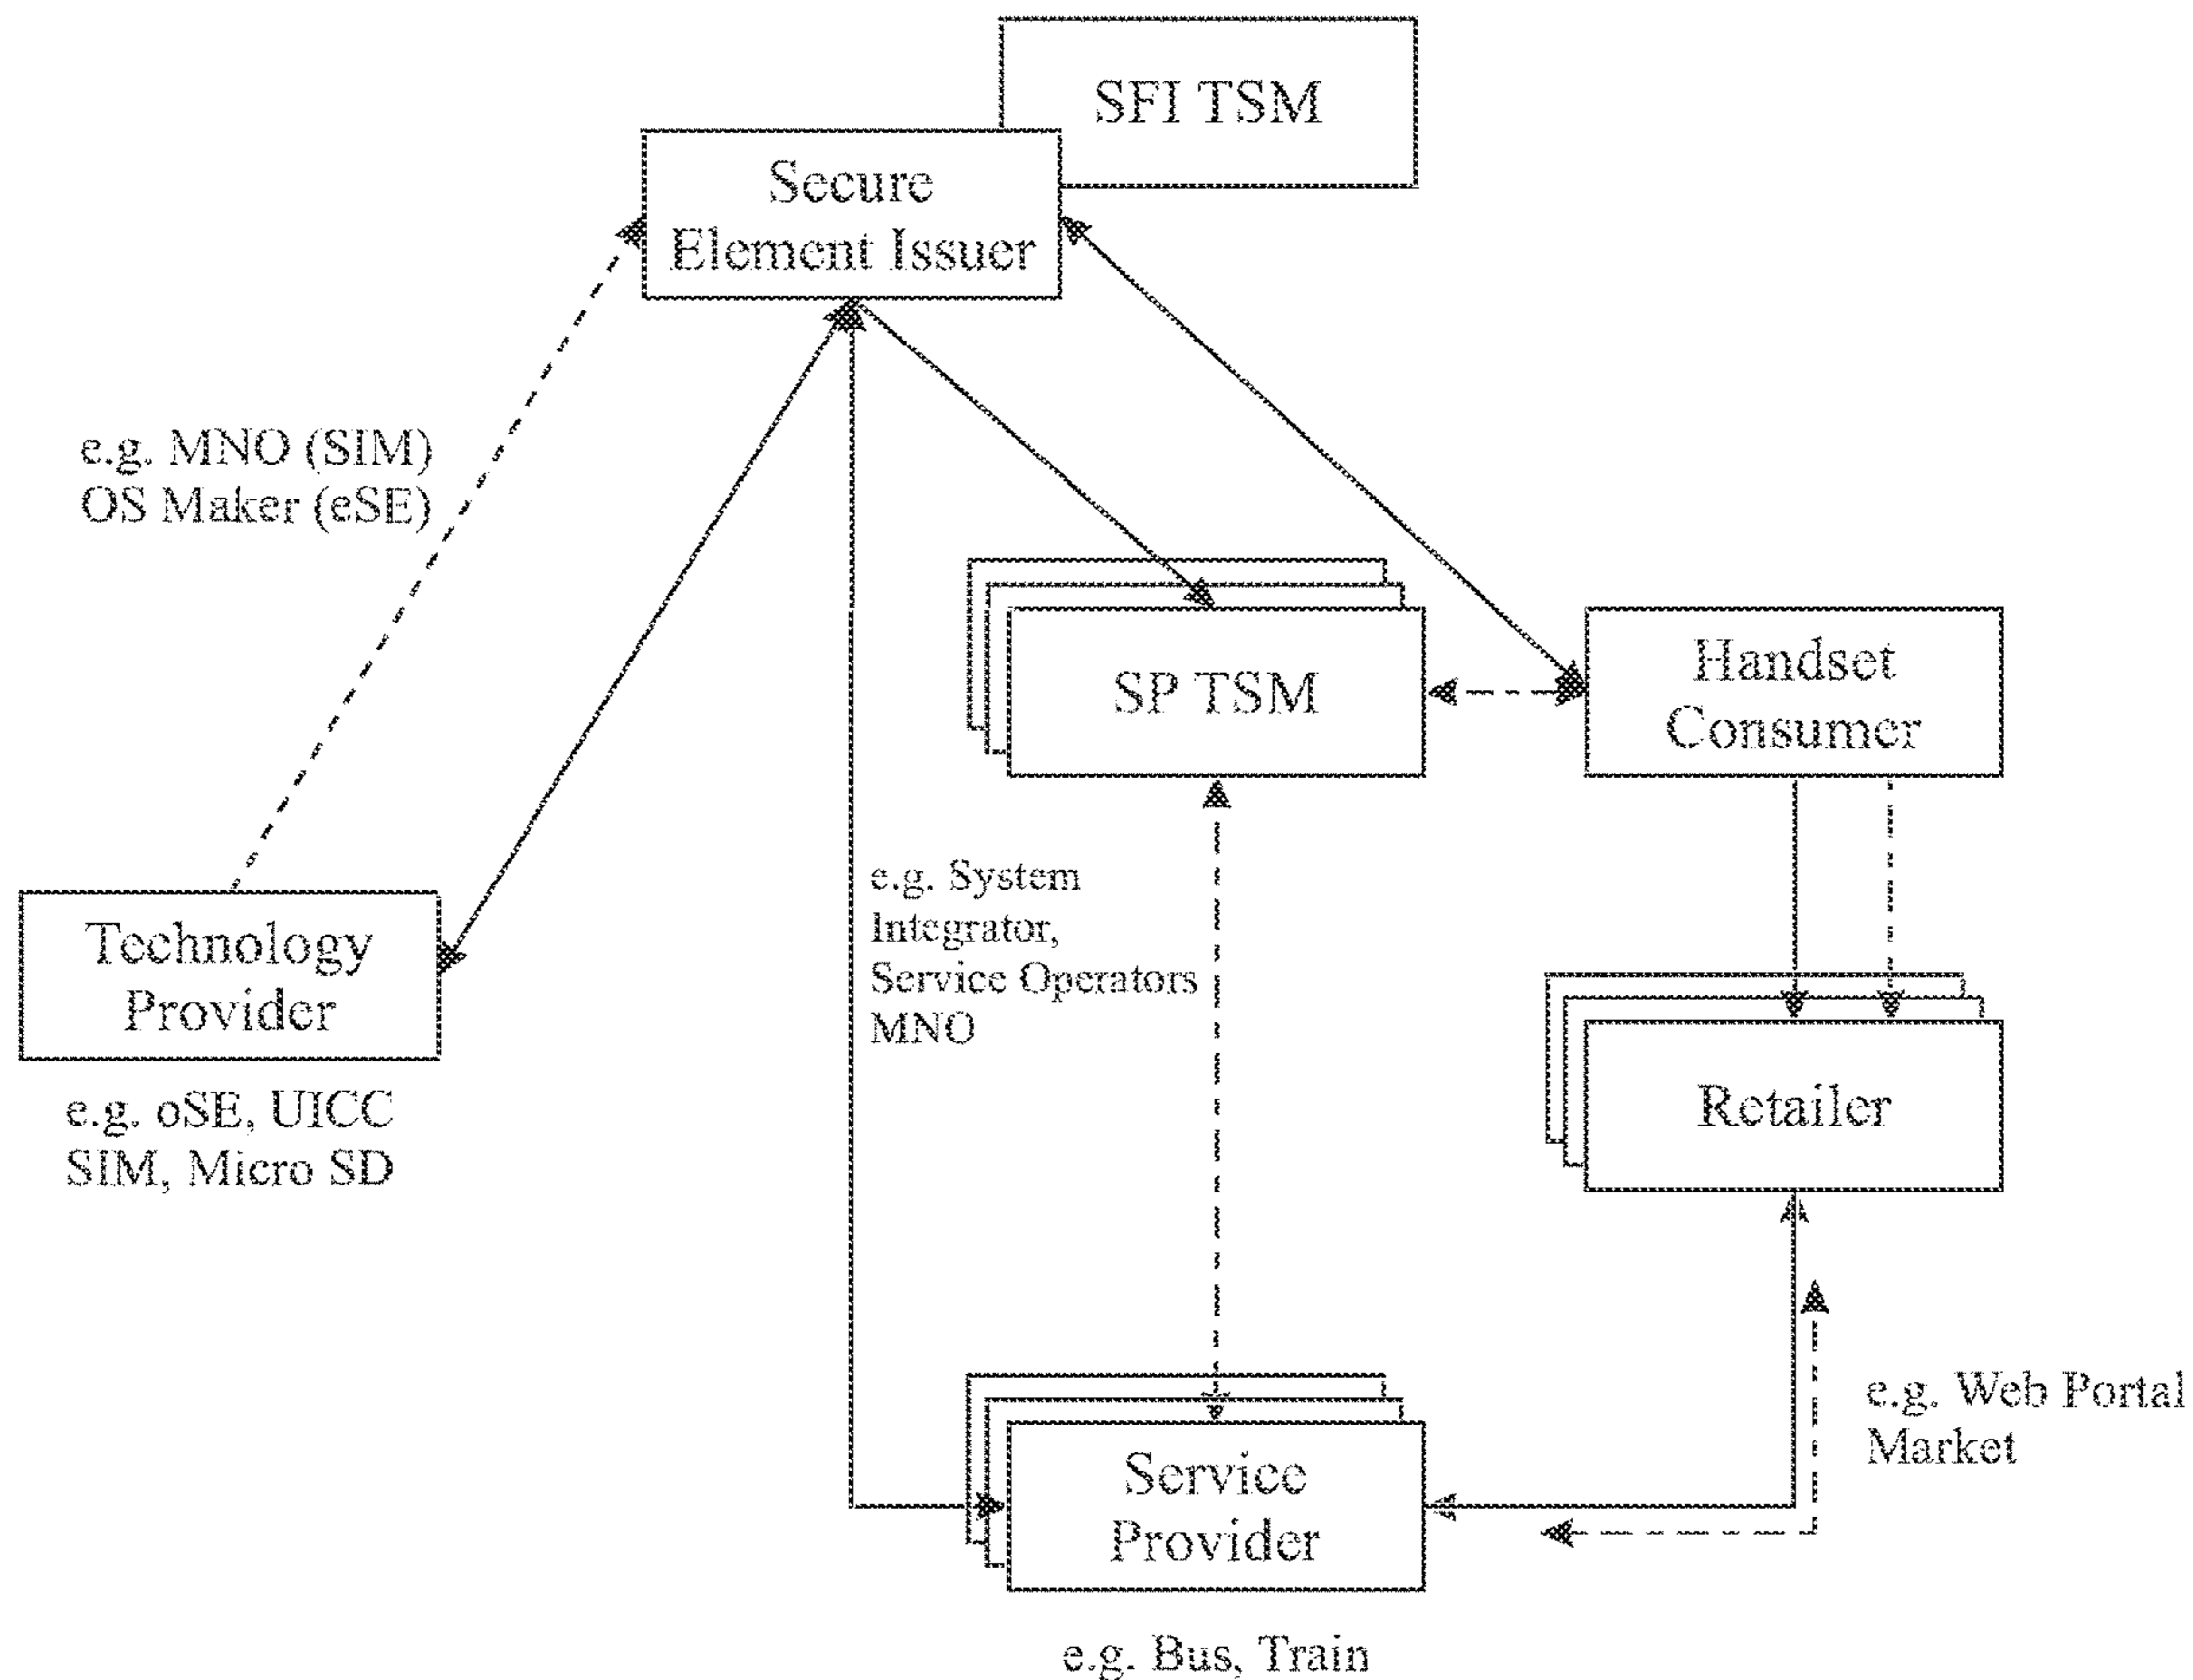 SFI TSM
Secure
Element Issuer
e.g. MNO (SIM)
OS Maker (eSE)
SP TSM
Handset
Consumer
e.g. System
Integrator,
Service Operators
MNO
Technology
Provider
e.g. oSE, UICC
SIM, Micro SD
Retailer
e.g. Web Portal
Market
Service
Provider
e.g. Bus, Train